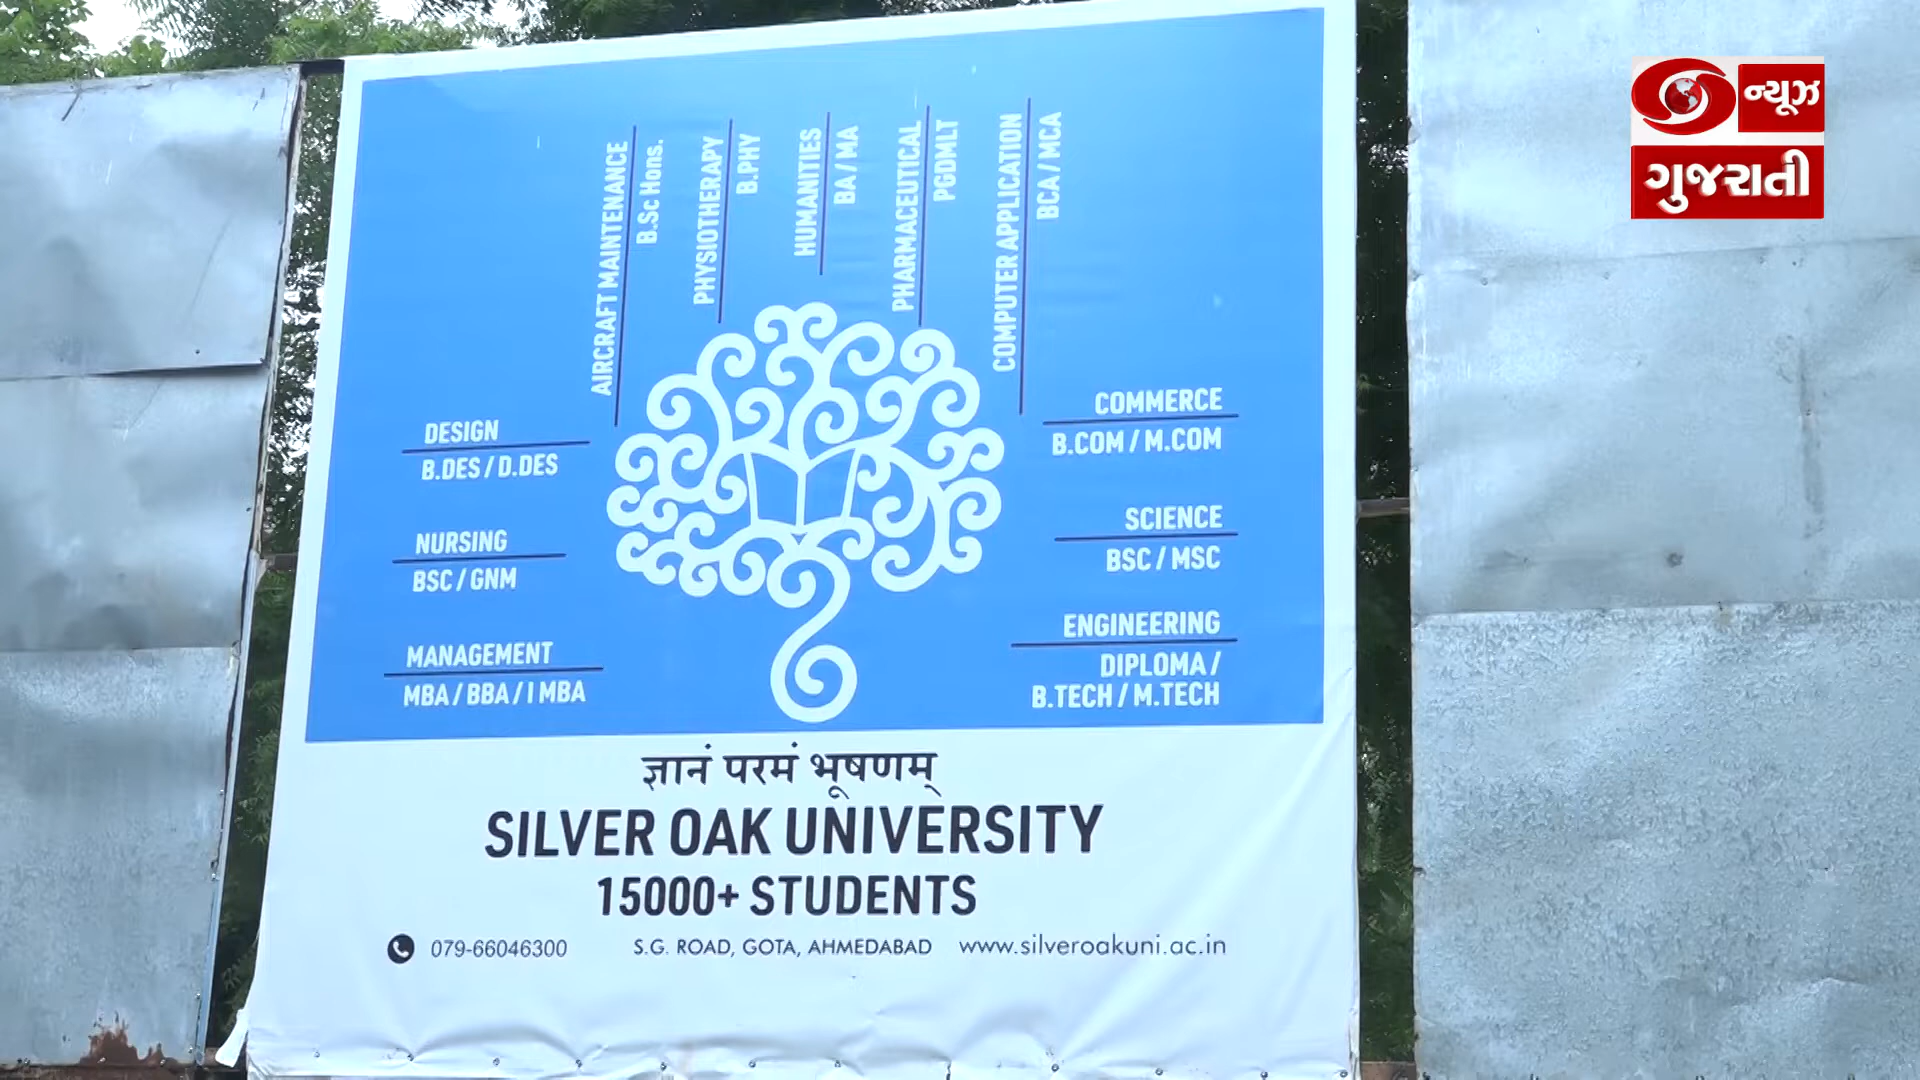 AIRCRAFT MAINTENANCE
B.Sc Hons.
PHYSIOTHERAPY
B.PHY
HUMANITIES
BA / MA
PHARMACEUTICAL
PGDMLT
COMPUTER APPLICATION
BCA / MCA
DESIGN
B.DES / D.DES
NURSING
BSC / GNM
MANAGEMENT
MBA / BBA / I MBA
COMMERCE
B.COM / M.COM
SCIENCE
BSC / MSC
ENGINEERING
DIPLOMA /
B.TECH / M.TECH
ज्ञानं परमं भूषणम्
SILVER OAK UNIVERSITY
15000+ STUDENTS
079-66046300 S.G. ROAD, GOTA, AHMEDABAD www.silveroakuni.ac.in
ન્યૂઝ
ગુજરાતી